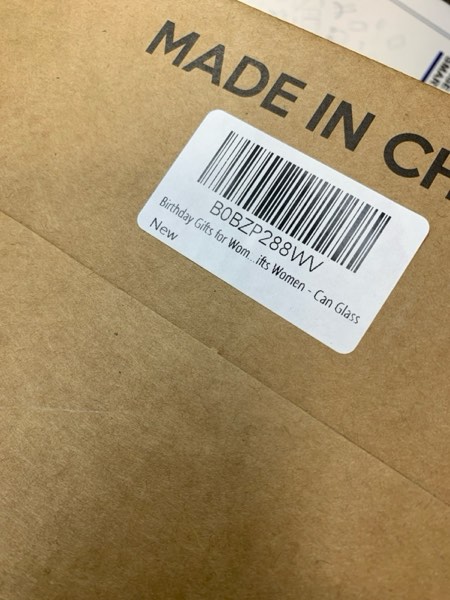 MADE IN CH
B0BZP288WV
Birthday Gifts for Wom...ifts Women - Can Glass
New